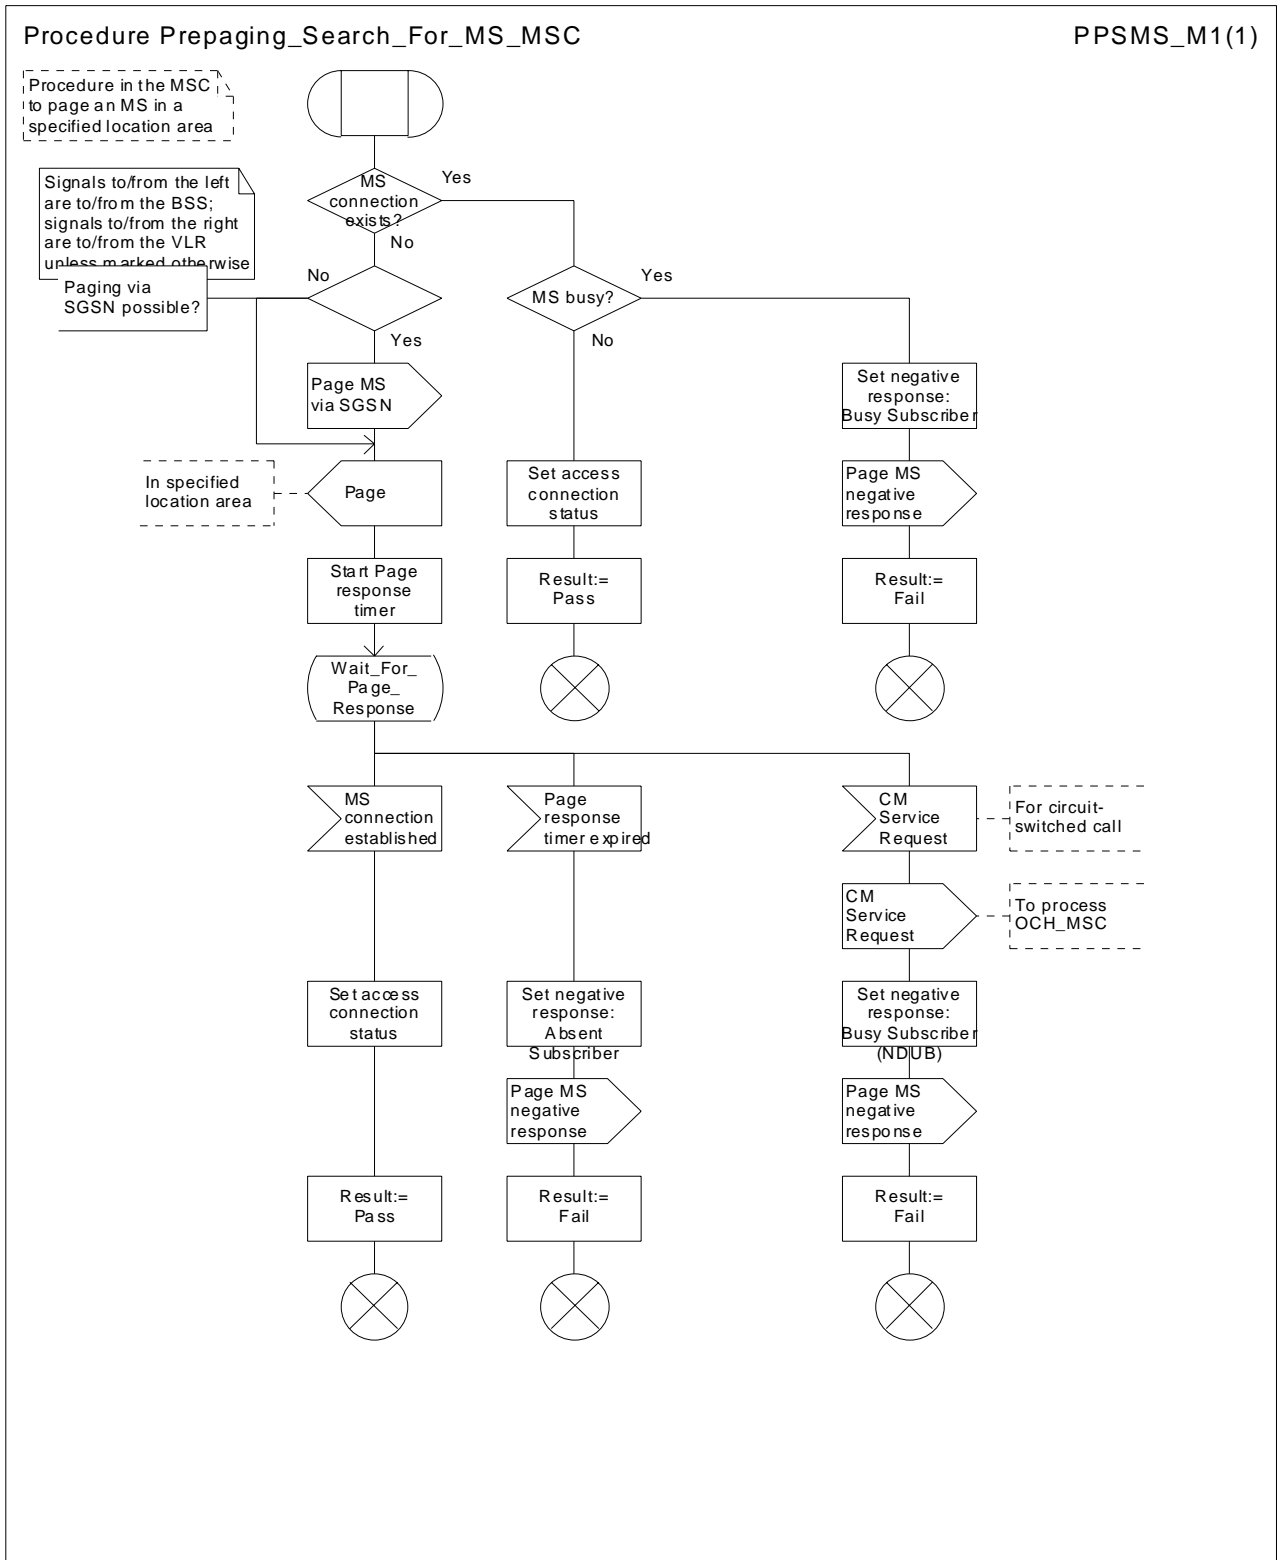 Procedure Prepaging_Search_For_MS_MSC
PPSMS_M1(1)
Procedure in the MSC
to page an MS in a
specified location area
Signals to/from the left
are to/from the BSS;
signals to/from the right
are to/from the VLR
unless marked otherwise
MS
connection
exists?
Yes
No
Paging via
SGSN possible?
No
Yes
MS busy?
Yes
No
Page MS
via SGSN
Set negative
response:
Busy Subscriber
In specified
location area
Page
Set access
connection
status
Page MS
negative
response
Start Page
response
timer
Result:=
Pass
Result:=
Fail
Wait_For_
Page_
Response
MS
connection
established
Page
response
timer expired
CM
Service
Request
For circuit-
switched call
CM
Service
Request
To process
OCH_MSC
Set access
connection
status
Set negative
response:
Absent
Subscriber
Set negative
response:
Busy Subscriber
(NDUB)
Page MS
negative
response
Page MS
negative
response
Result:=
Pass
Result:=
Fail
Result:=
Fail